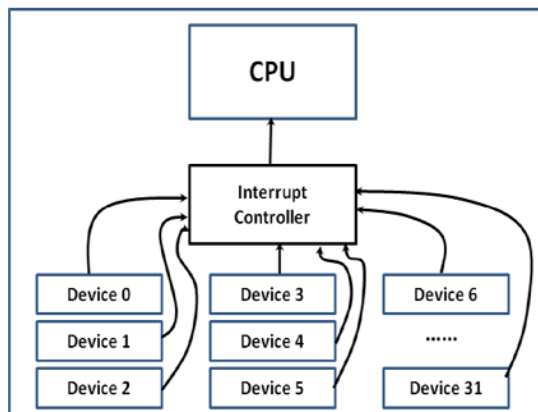 CPU
Interrupt
Controller
Device 0
Device 3
Device 6
Device 1
Device 4
......
Device 2
Device 5
Device 31